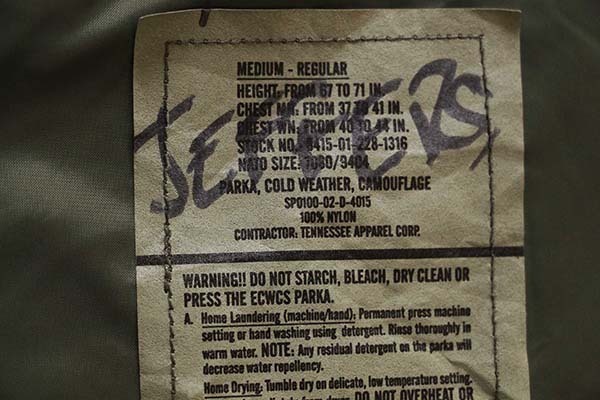 MEDIUM - REGULAR
HEIGHT: FROM 67 TO 71 IN.
CHEST MN: FROM 37 TO 41 IN.
CHEST WN: FROM 40 TO 44 IN.
STOCK NO. 8415-01-228-1316
NATO SIZE: 7080/9404
JEFFERS,
PARKA, COLD WEATHER, CAMOUFLAGE
SPO100-02-D-4015
100% NYLON
CONTRACTOR: TENNESSEE APPAREL CORP.
WARNING!! DO NOT STARCH, BLEACH, DRY CLEAN OR
PRESS THE ECWCS PARKA.
A. Home Laundering (machine/hand): Permanent press machine
setting or hand washing using detergent. Rinse thoroughly in
warm water. NOTE: Any residual detergent on the parka will
decrease water repellency.
Home Drying: Tumble dry on delicate, low temperature setting.
from dryer. DO NOT OVERHEAT OR